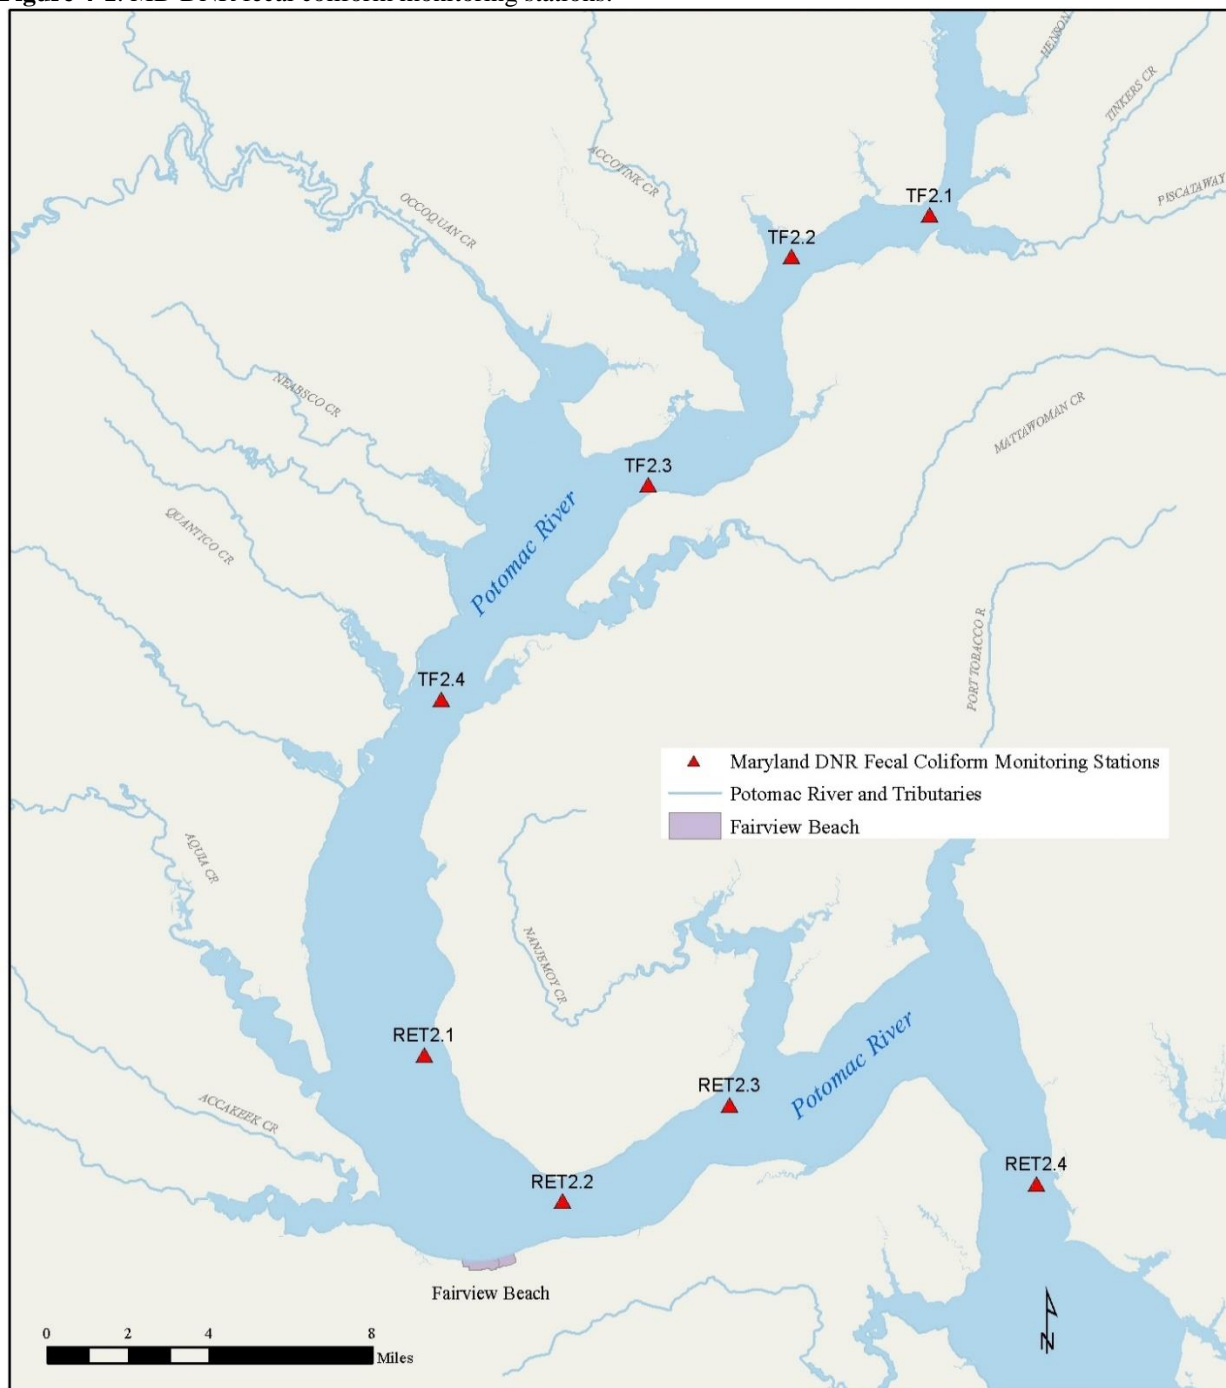 HENSON
TINKERS CR
ACCOTINK CR
PISCATAWAY
TF2.1
OCCOQUAN CR
TF2.2
NEABSCO CR
MATTAWOMAN CR
TF2.3
Potomac River
QUANTICO CR
PORT TOBACCO R
TF2.4
Maryland DNR Fecal Coliform Monitoring Stations
Potomac River and Tributaries
Fairview Beach
AQUIA CR
NANJEMOY CR
RET2.1
Potomac River
RET2.3
ACCAKEEK CR
RET2.4
RET2.2
Fairview Beach
N
0 2 4 8
Miles